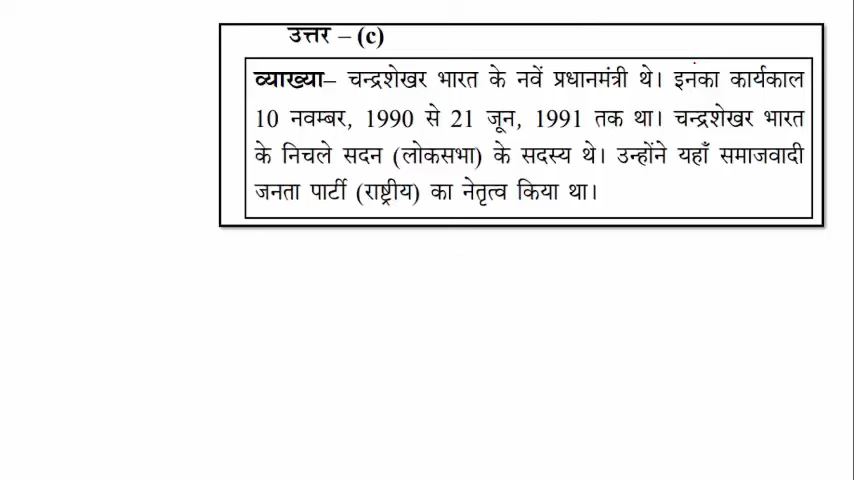 उत्तर – (c)
व्याख्या– चन्द्रशेखर भारत के नवें प्रधानमंत्री थे। इनका कार्यकाल
10 नवम्बर, 1990 से 21 जून, 1991 तक था। चन्द्रशेखर भारत
के निचले सदन (लोकसभा) के सदस्य थे। उन्होंने यहाँ समाजवादी
जनता पार्टी (राष्ट्रीय) का नेतृत्व किया था।